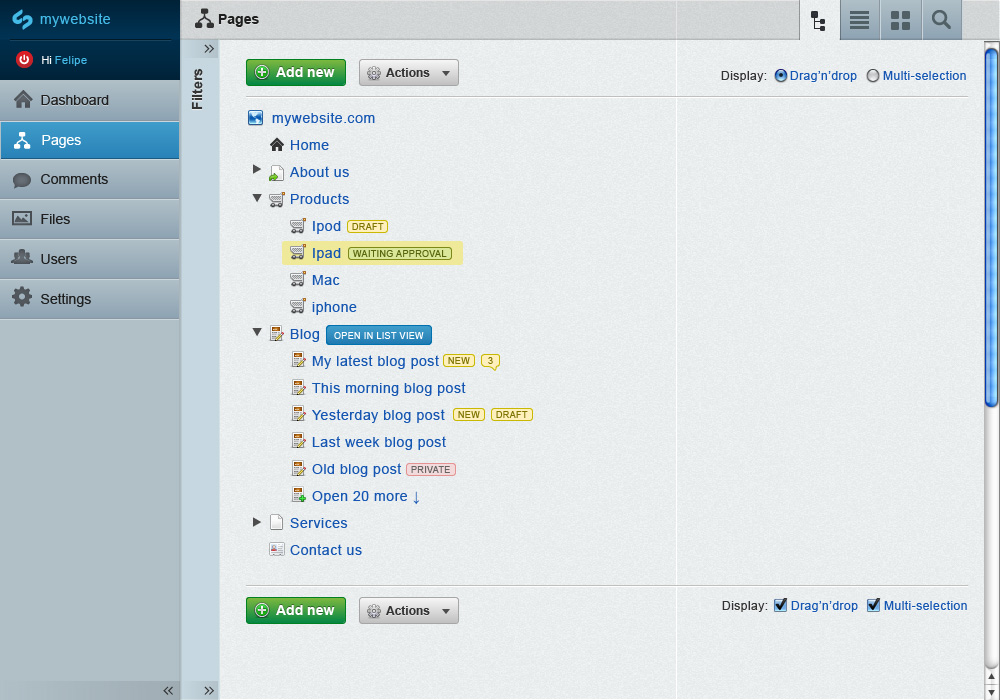 mywebsite
Hi Felipe
Dashboard
Pages
Comments
Files
Users
Settings
«
»
Filters
»
Pages
Add new Actions Display: Drag'n'drop Multi-selection
mywebsite.com
Home
About us
Products
Ipod DRAFT
Ipad WAITING APPROVAL
Mac
iphone
Blog OPEN IN LIST VIEW
My latest blog post NEW 3
This morning blog post
Yesterday blog post NEW DRAFT
Last week blog post
Old blog post PRIVATE
Open 20 more ↓
Services
Contact us
Add new Actions Display: Drag'n'drop Multi-selection